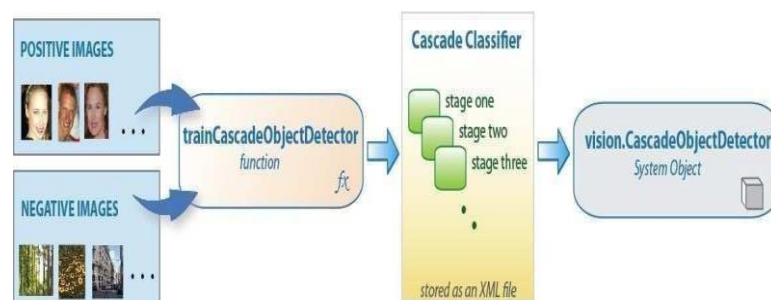 POSITIVE IMAGES
...
NEGATIVE IMAGES
...
trainCascadeObjectDetector
function
fx
Cascade Classifier
stage one
stage two
stage three
stored as an XML file
vision.CascadeObjectDetector
System Object